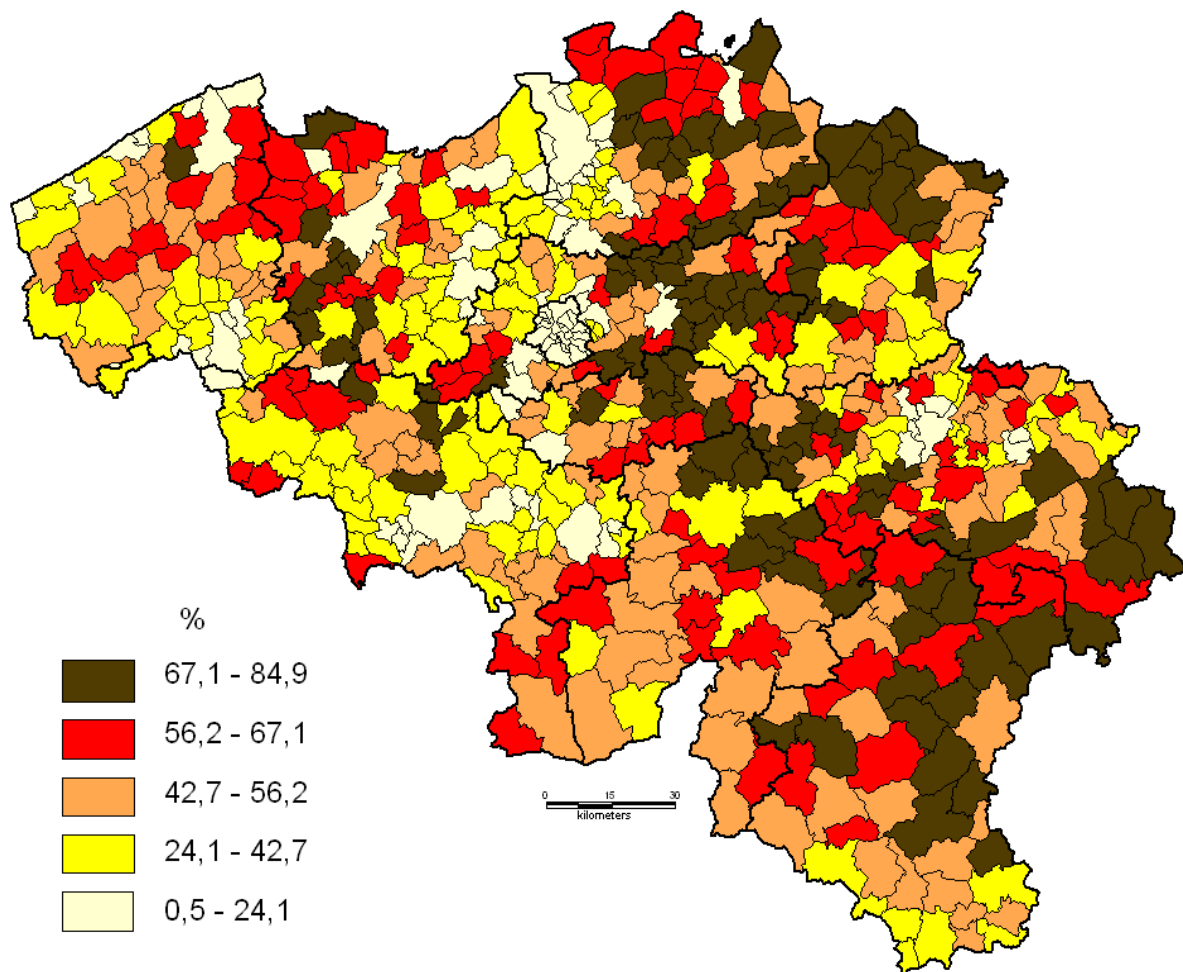 %
67,1 - 84,9
56,2 - 67,1
42,7 - 56,2
24,1 - 42,7
0,5 - 24,1
0 15 30
kilometers